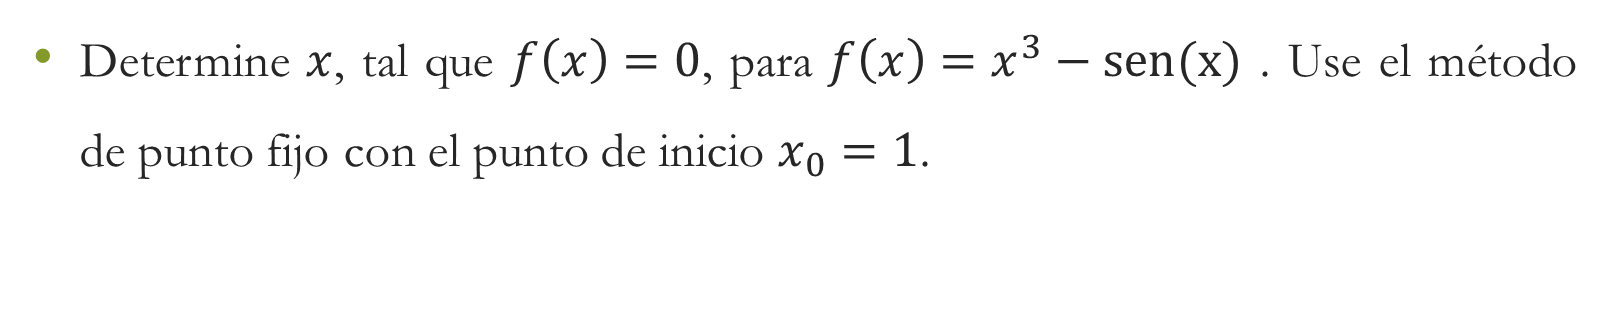 • Determine x, tal que f(x) = 0, para f(x) = x³ − sen(x) . Use el método
de punto fijo con el punto de inicio x₀ = 1.